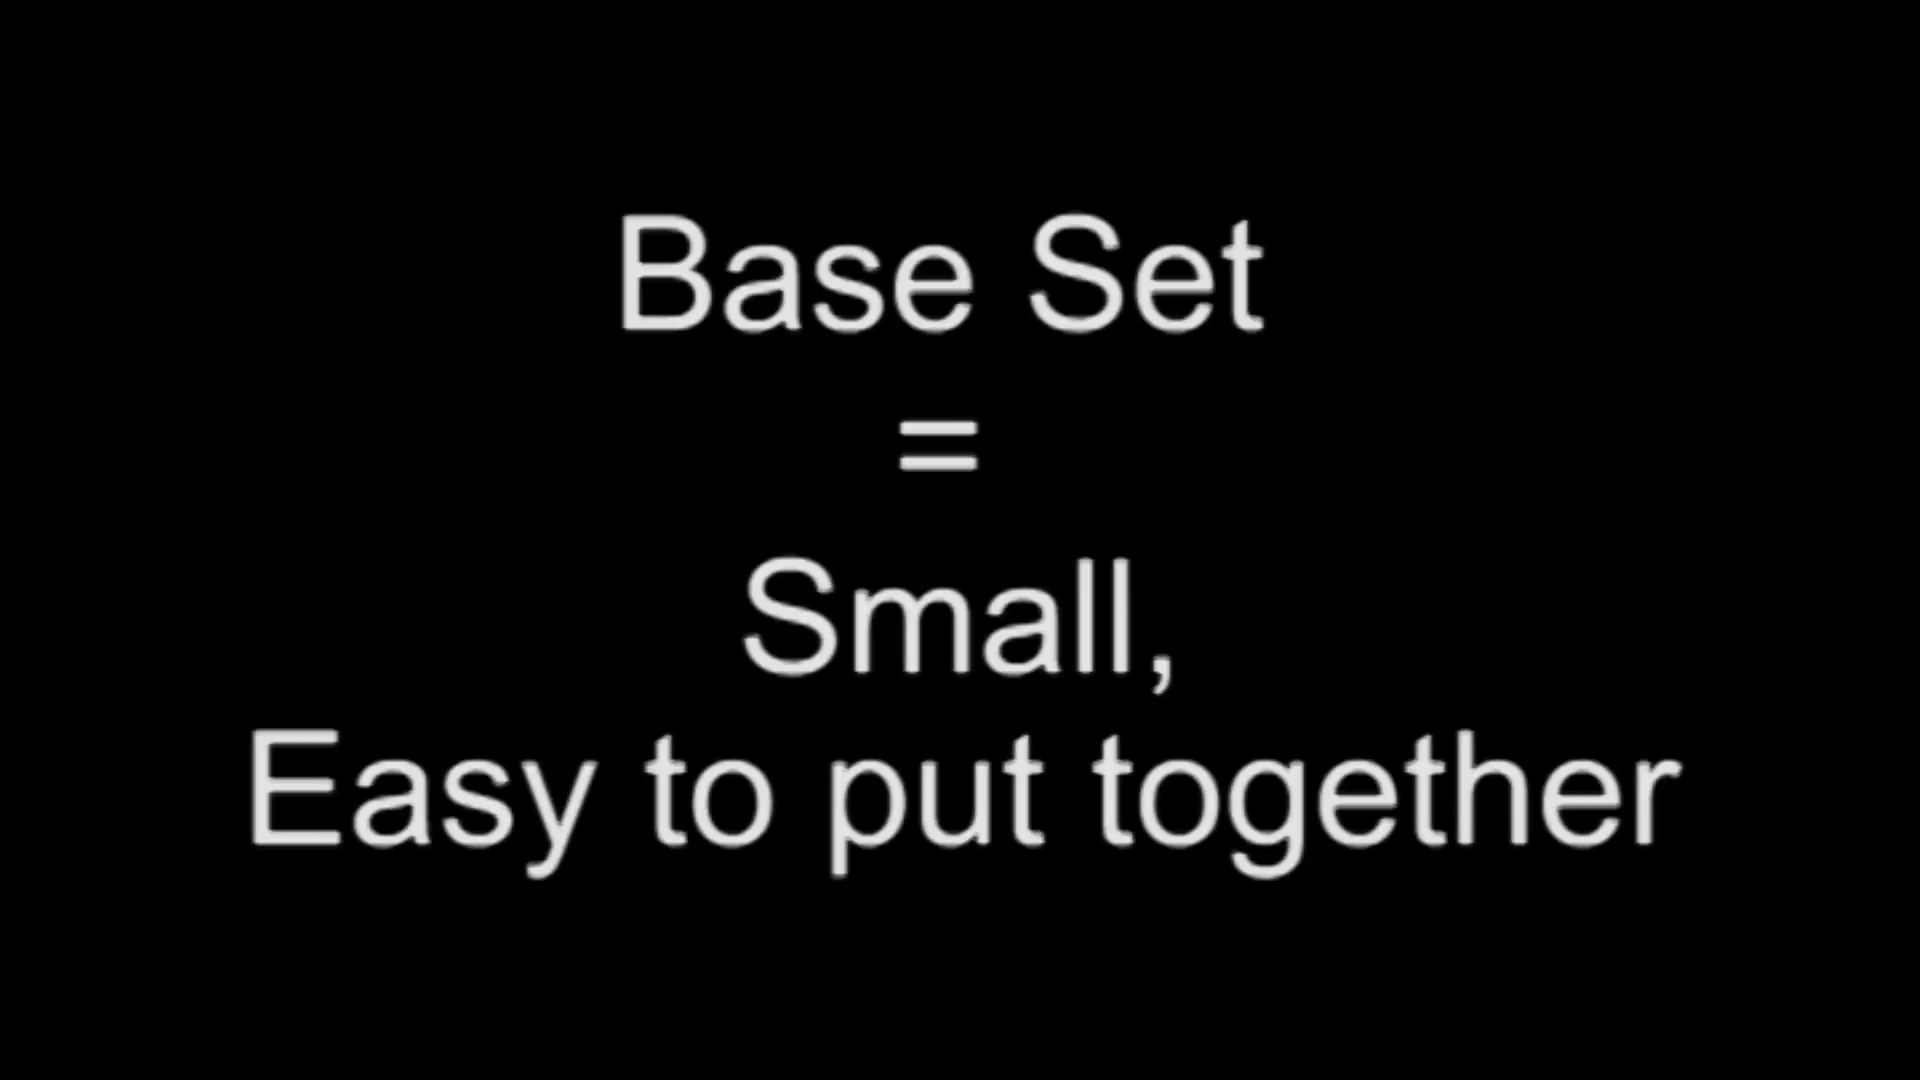 Base Set
=
Small,
Easy to put together